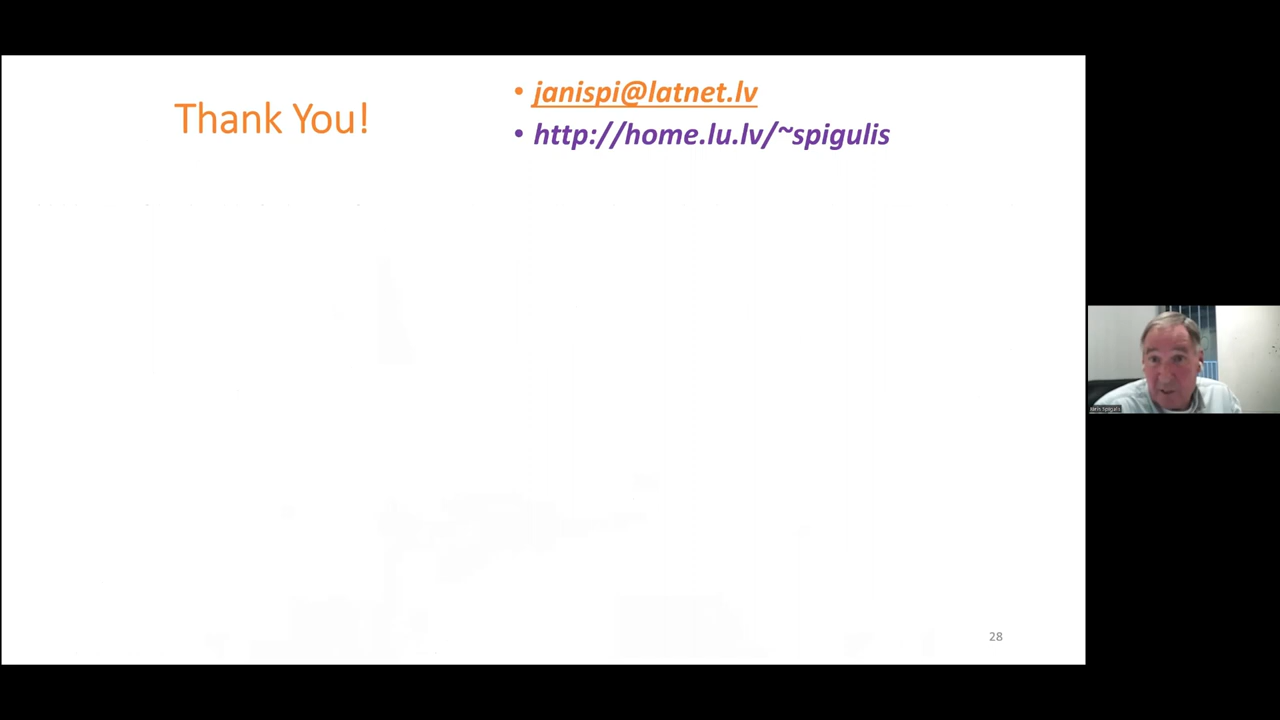 Thank You!
• janispi@latnet.lv
• http://home.lu.lv/~spigulis
28